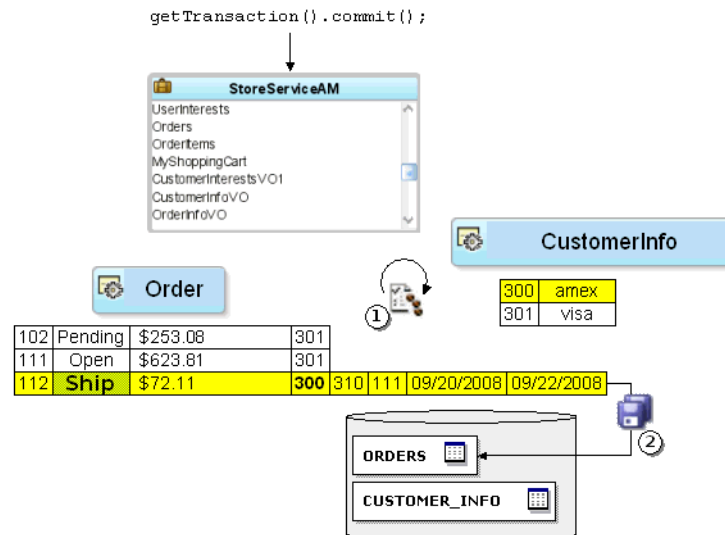 getTransaction().commit();
StoreServiceAM
UserInterests
Orders
OrderItems
MyShoppingCart
CustomerInterestsVO1
CustomerInfoVO
OrderInfoVO
CustomerInfo
Order
1
300 amex
301 visa
102 Pending $253.08 301
111 Open $623.81 301
112 Ship $72.11 300 310 111 09/20/2008 09/22/2008
2
ORDERS
CUSTOMER_INFO